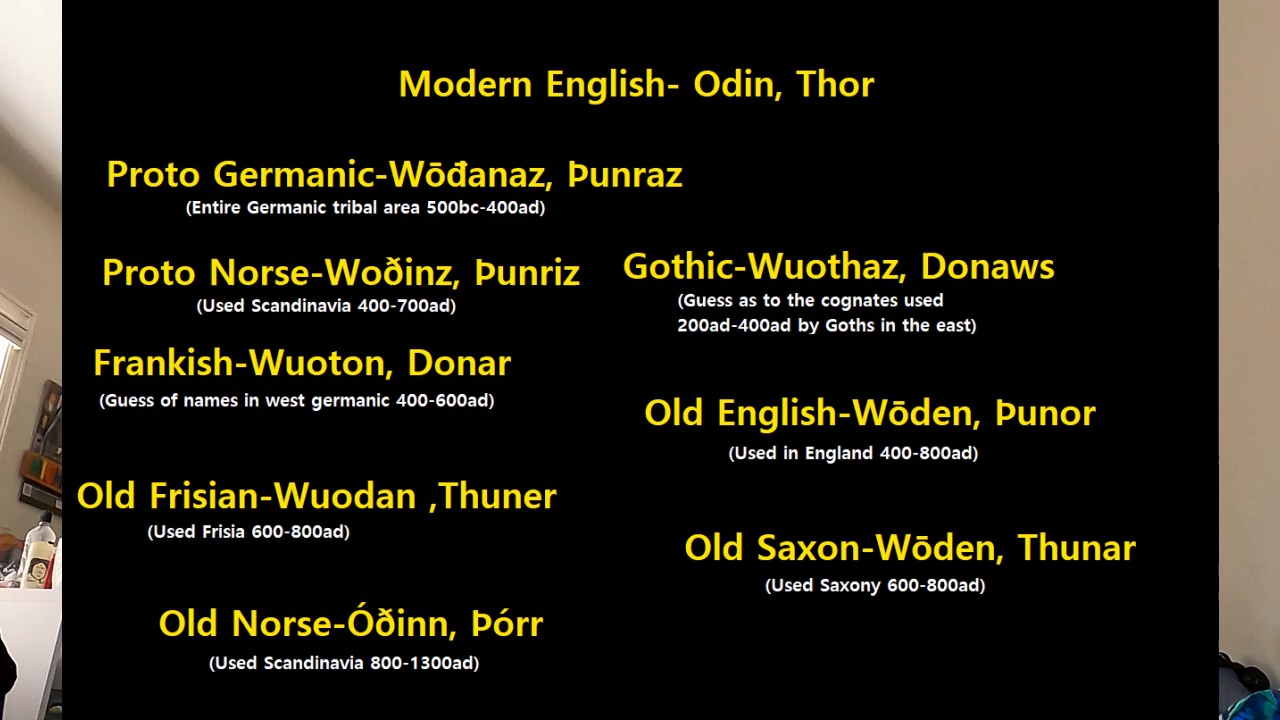 Modern English- Odin, Thor
Proto Germanic-Wōđanaz, Þunraz
(Entire Germanic tribal area 500bc-400ad)
Proto Norse-Woðinz, Þunriz
(Used Scandinavia 400-700ad)
Gothic-Wuothaz, Donaws
(Guess as to the cognates used
200ad-400ad by Goths in the east)
Frankish-Wuoton, Donar
(Guess of names in west germanic 400-600ad)
Old English-Wōden, Þunor
(Used in England 400-800ad)
Old Frisian-Wuodan ,Thuner
(Used Frisia 600-800ad)
Old Saxon-Wōden, Thunar
(Used Saxony 600-800ad)
Old Norse-Óðinn, Þórr
(Used Scandinavia 800-1300ad)